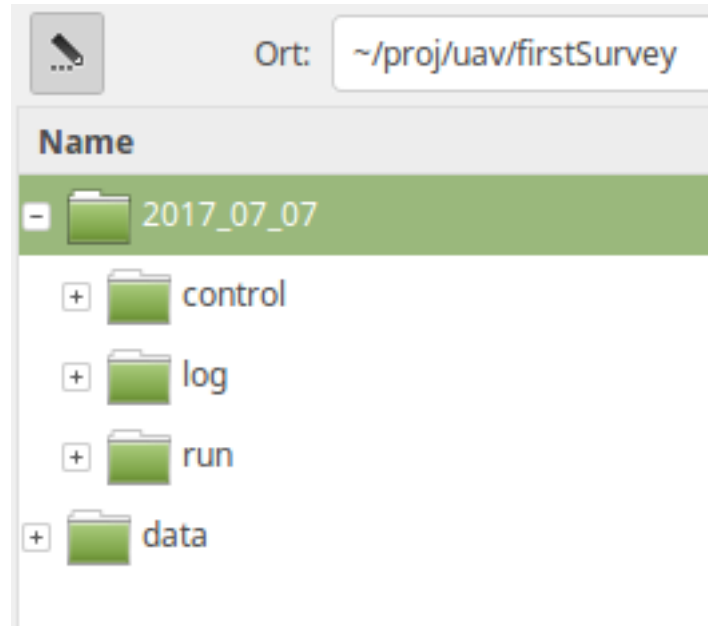 Ort: ~/proj/uav/firstSurvey
Name
2017_07_07
control
log
run
data